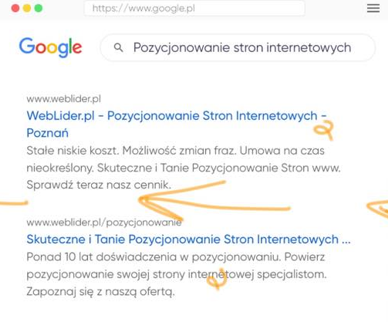 https://www.google.pl
Google
Pozycjonowanie stron internetowych
www.weblider.pl
WebLider.pl - Pozycjonowanie Stron Internetowych -
Poznań
Stałe niskie koszt. Możliwość zmian fraz. Umowa na czas
nieokreślony. Skuteczne i Tanie Pozycjonowanie Stron www.
Sprawdź teraz nasz cennik.
www.weblider.pl/pozycjonowanie
Skuteczne i Tanie Pozycjonowanie Stron Internetowych ...
Ponad 10 lat doświadczenia w pozycjonowaniu. Powierz
pozycjonowanie swojej strony internetowej specjalistom.
Zapoznaj się z naszą ofertą.